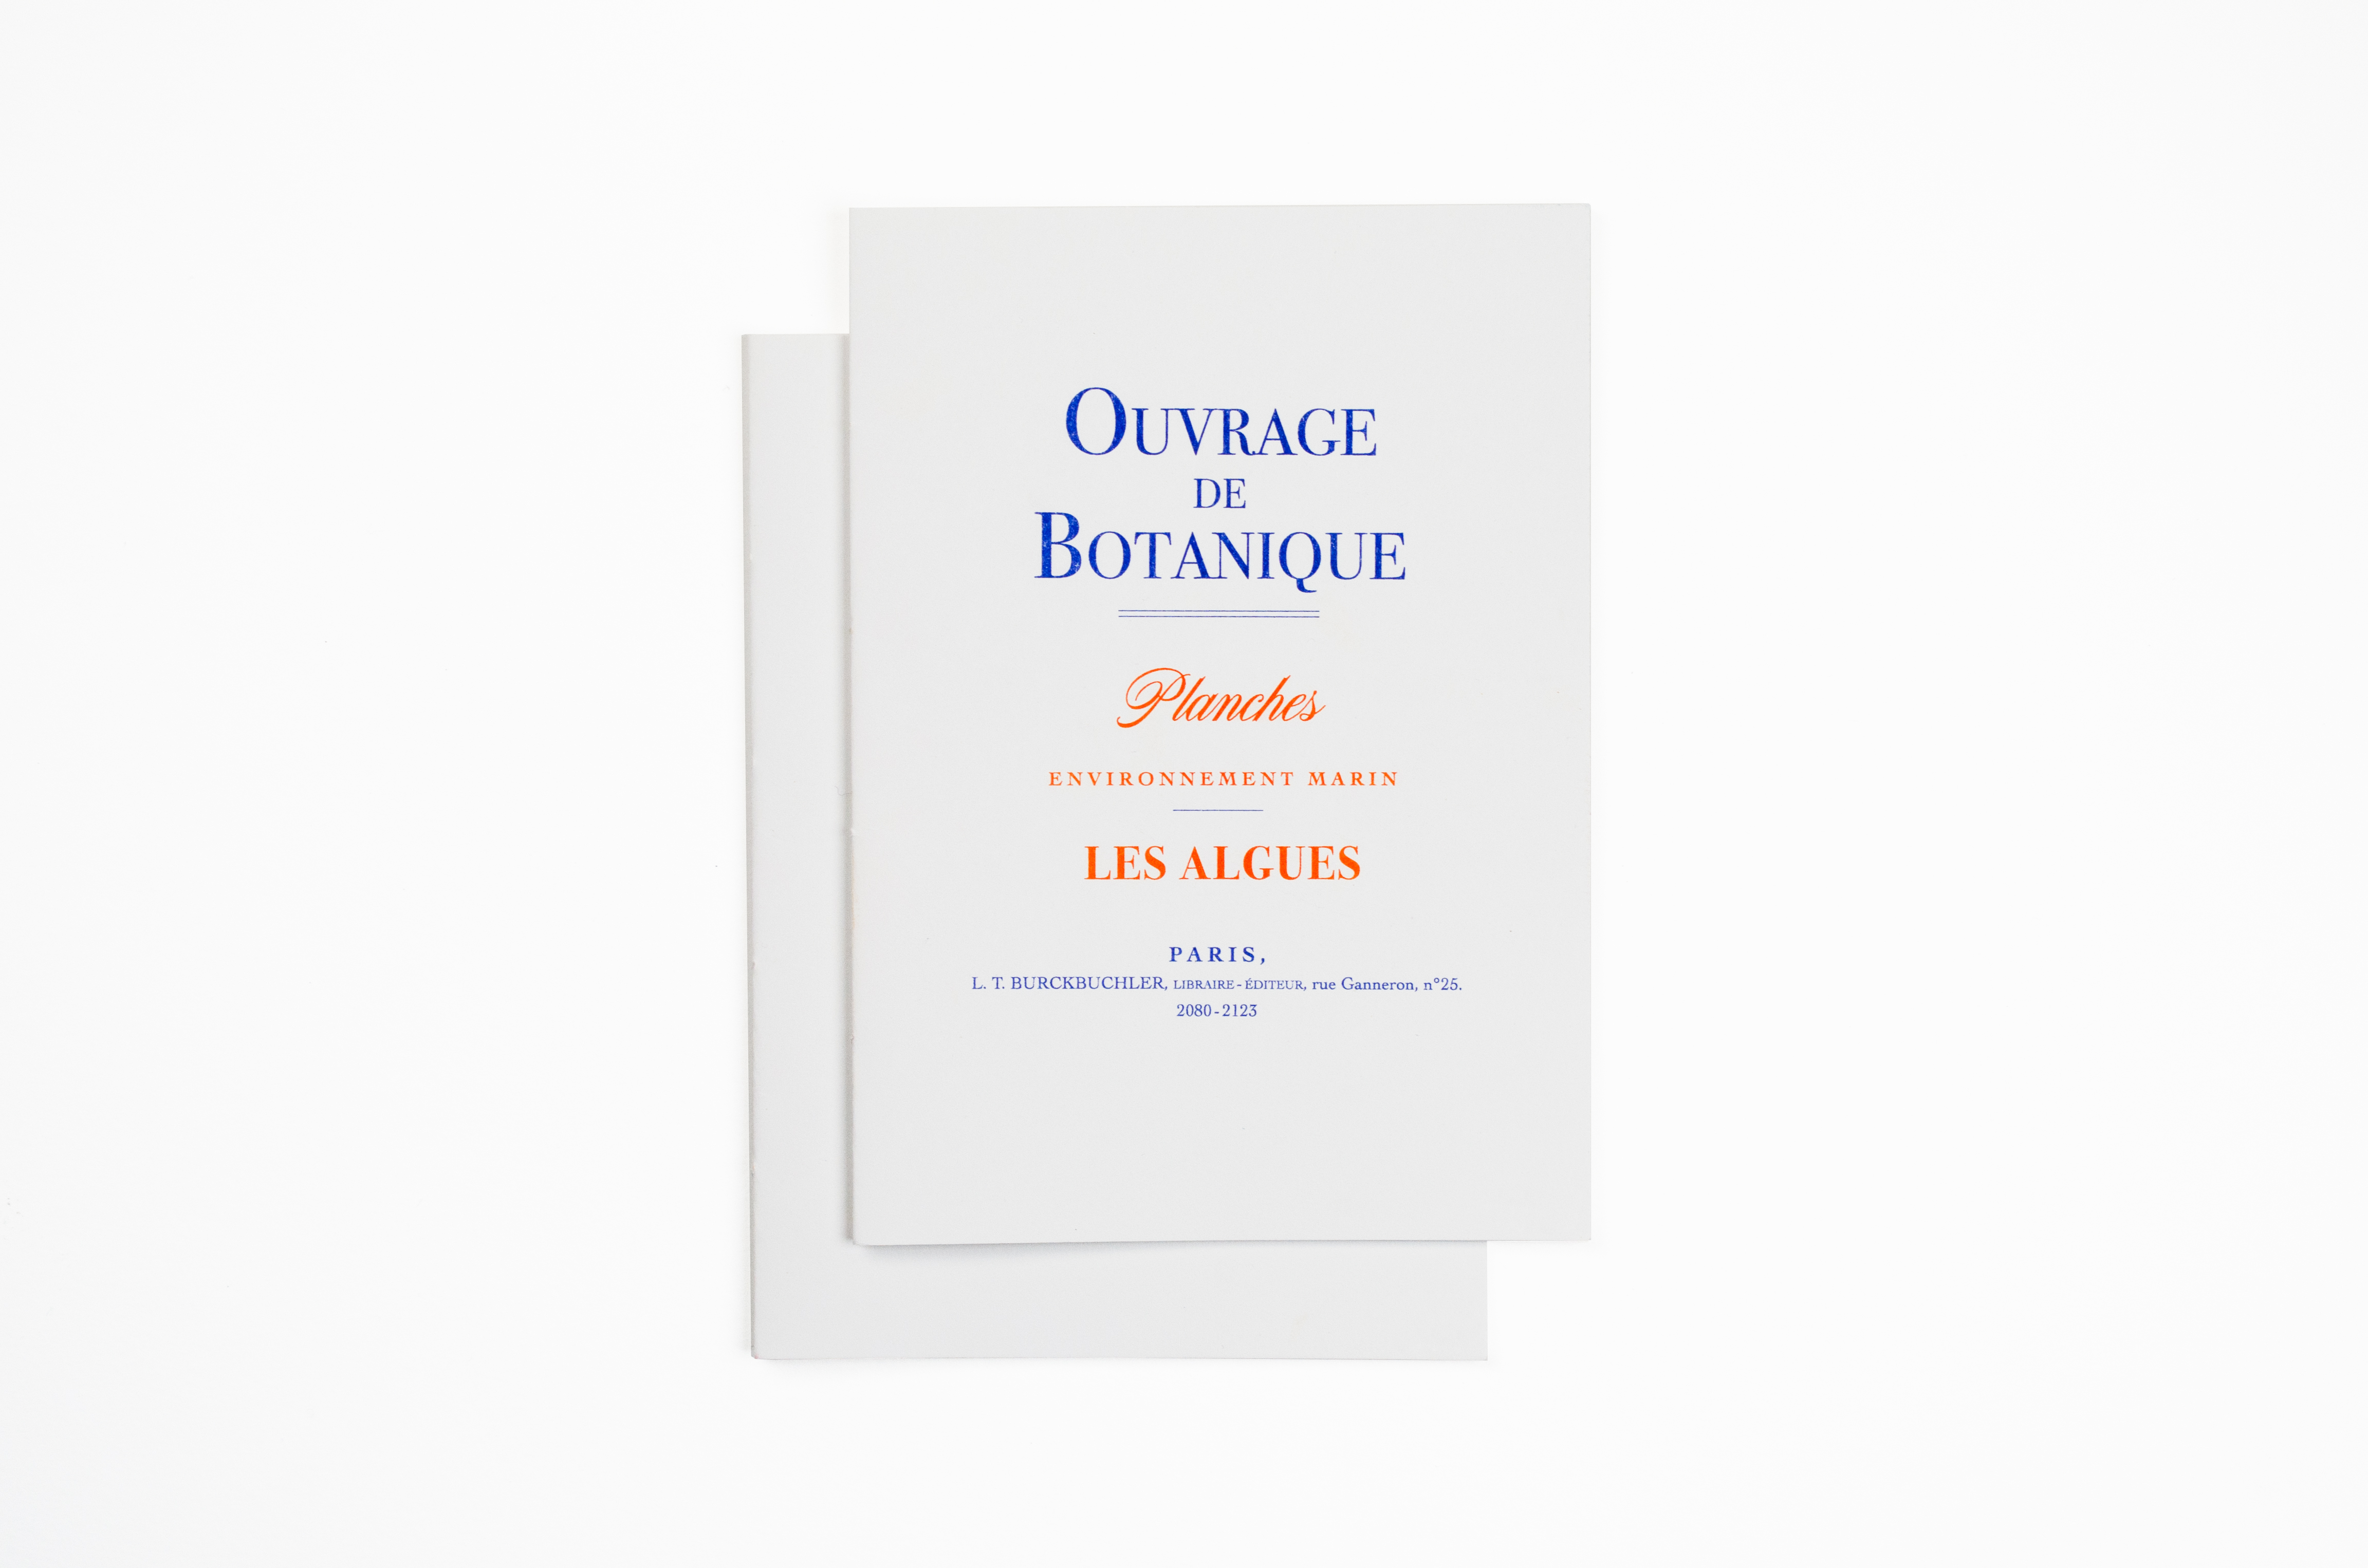 OUVRAGE
DE
BOTANIQUE
Planches
ENVIRONNEMENT MARIN
LES ALGUES
PARIS,
L. T. BURCKBUCHLER, LIBRAIRE-ÉDITEUR, rue Ganneron, n°25.
2080-2123